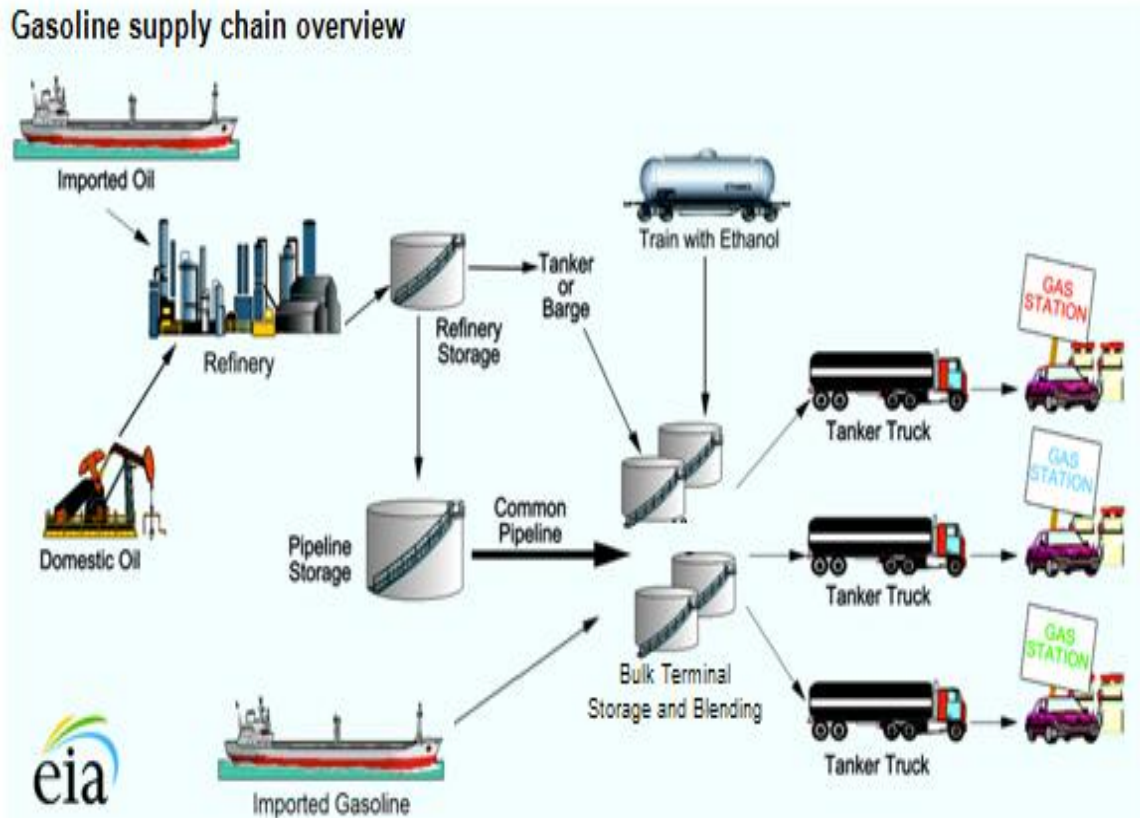 Gasoline supply chain overview
Imported Oil
Train with Ethanol
Tanker
or
Barge
Refinery
Storage
Refinery
GAS
STATION
Tanker Truck
Domestic Oil
Pipeline
Storage
Common
Pipeline
GAS
STATION
Tanker Truck
Bulk Terminal
Storage and Blending
GAS
STATION
Tanker Truck
eia
Imported Gasoline